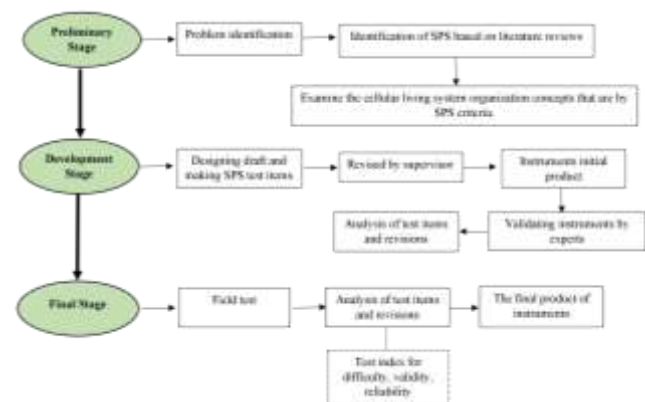 Preliminary
Stage
Problem identification
Identification of SPS based on literature reviews
Examine the cellular living system organization concepts that are by
SPS criteria
Development
Stage
Designing draft and
making SPS test items
Revised by supervisor
Instruments initial
product
Validating instruments by
experts
Analysis of test items
and revisions
Final Stage
Field test
Analysis of test items
and revisions
The final product of
instruments
Test index for
difficulty, validity,
reliability